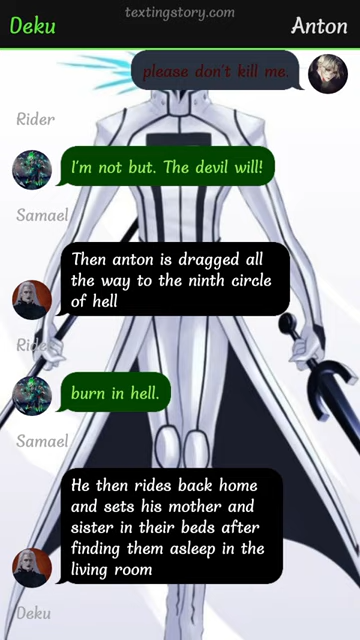 textingstory.com
Deku
Anton
please don't kill me.
Rider
I'm not but. The devil will!
Samael
Then anton is dragged all
the way to the ninth circle
of hell
Rider
burn in hell.
Samael
He then rides back home
and sets his mother and
sister in their beds after
finding them asleep in the
living room
Deku